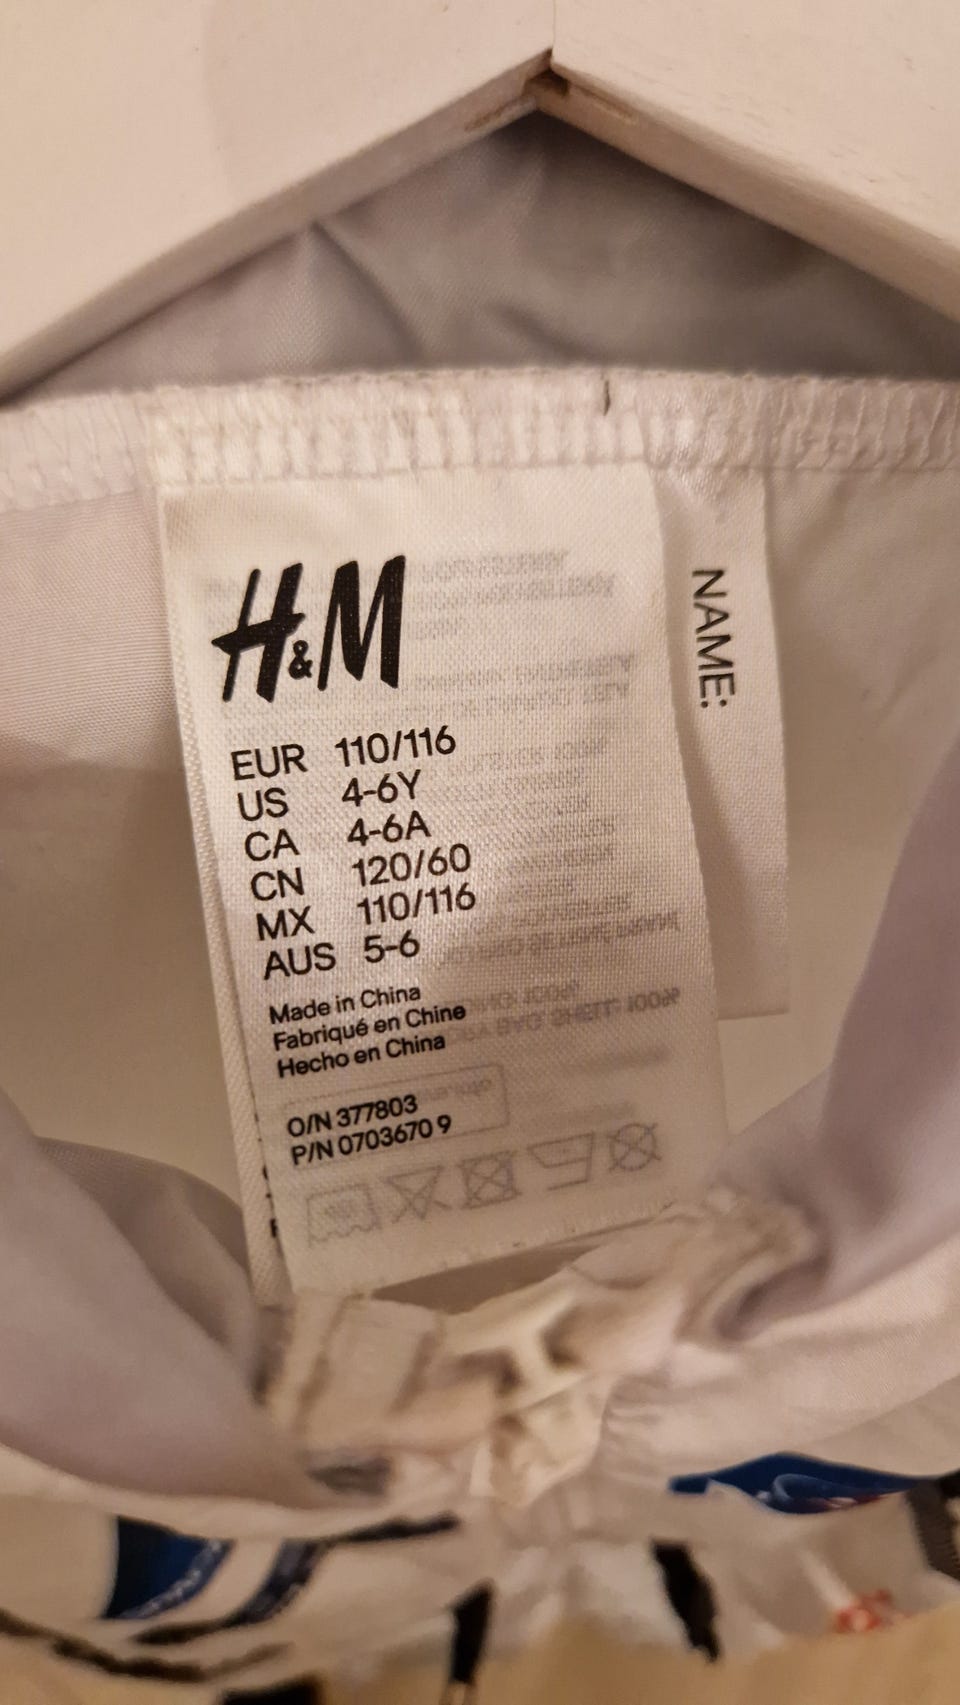 H&M
EUR 110/116
US 4-6Y
CA 4-6A
CN 120/60
MX 110/116
AUS 5-6
Made in China
Fabriqué en Chine
Hecho en China
O/N 377803
P/N 0703670 9
NAME: